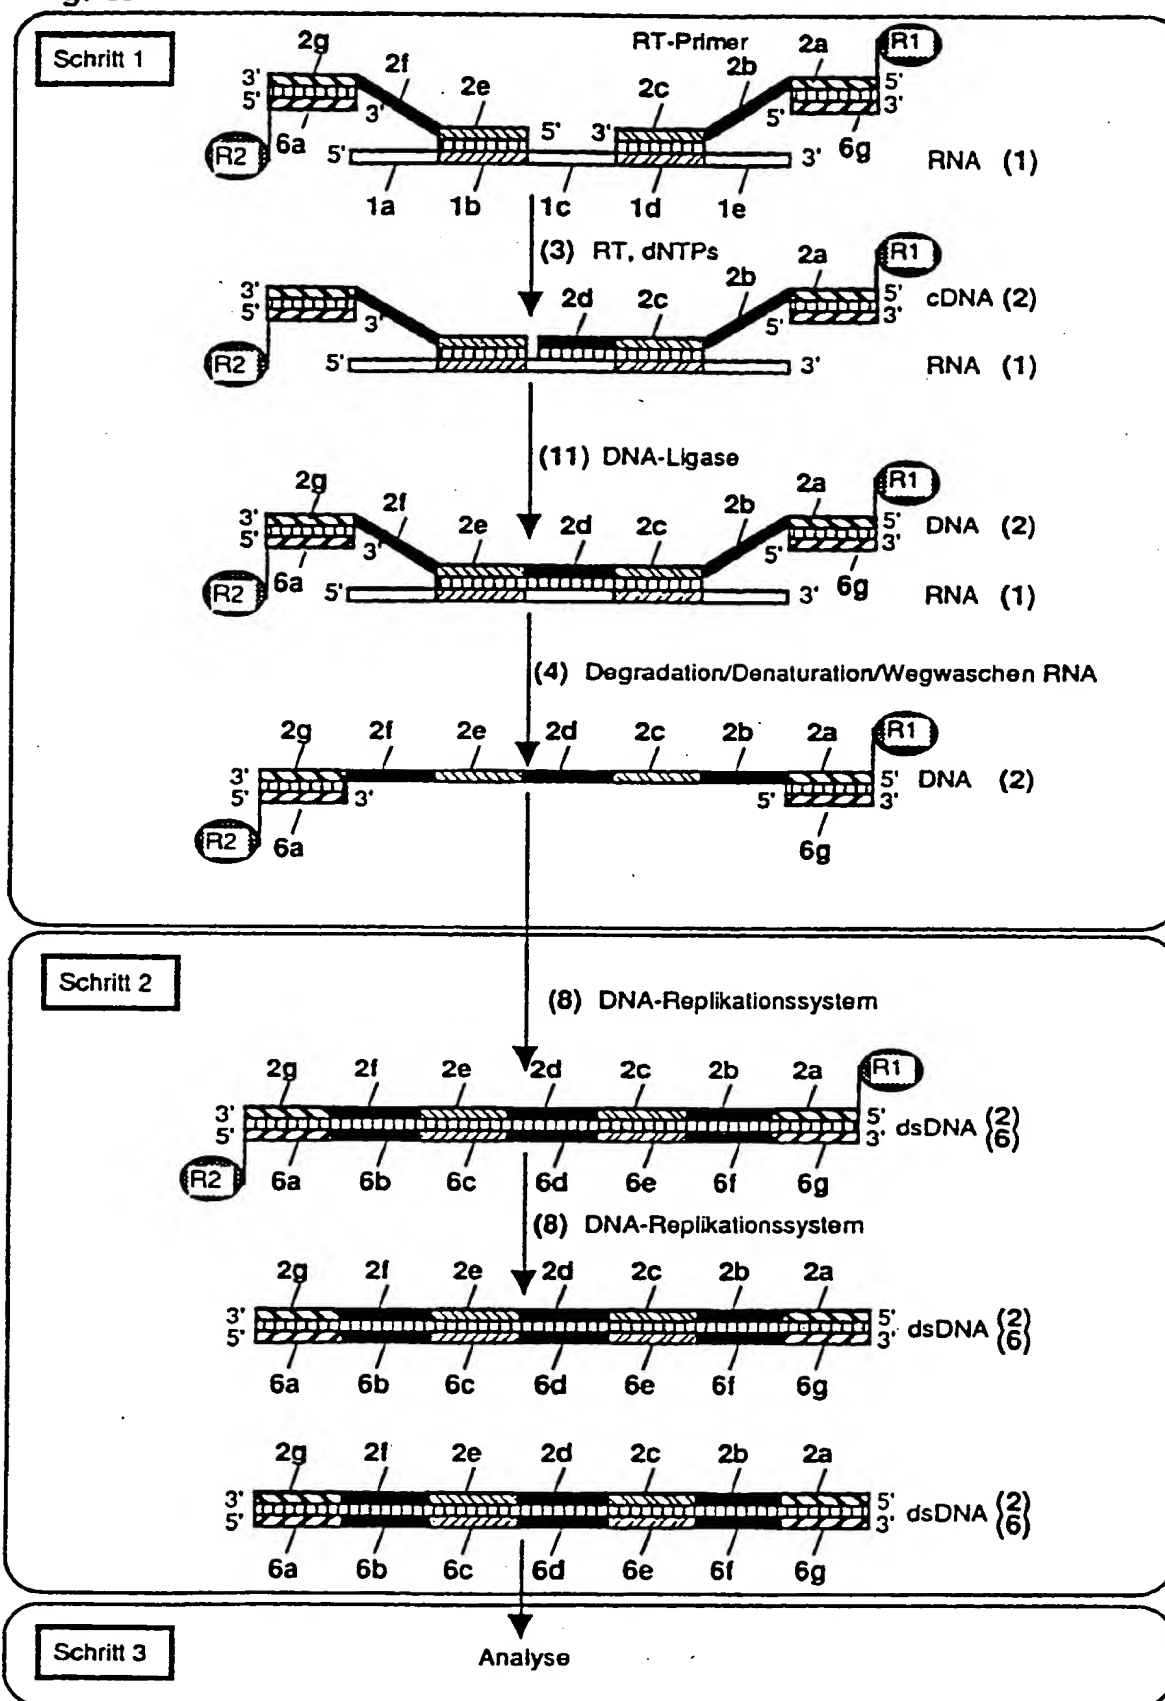 Schritt 1
2g RT-Primer 2a R1
2f 2e 2c 2b
3' 5'
5' 3' 5' 3' 5' 3'
R2 6a 5' 3' 6g RNA (1)
1a 1b 1c 1d 1e
(3) RT, dNTPs 2a R1
2b
3' 2d 2c 5' cDNA (2)
5' 3' 5' 3'
R2 5' 3' RNA (1)
(11) DNA-Ligase
2g 2a R1
2f 2e 2d 2c 2b
3' 5' DNA (2)
5' 3' 5' 3'
R2 6a 5' 3' 6g RNA (1)
(4) Degradation/Denaturation/Wegwaschen RNA
2g 2f 2e 2d 2c 2b 2a R1
3' 5' DNA (2)
5' 3' 5' 3'
R2 6a 6g
Schritt 2
(8) DNA-Replikationssystem
2g 2f 2e 2d 2c 2b 2a R1
3' 5' dsDNA (2)
5' 3' (6)
R2 6a 6b 6c 6d 6e 6f 6g
(8) DNA-Replikationssystem
2g 2f 2e 2d 2c 2b 2a
3' 5' dsDNA (2)
5' 3' (6)
6a 6b 6c 6d 6e 6f 6g
2g 2f 2e 2d 2c 2b 2a
3' 5' dsDNA (2)
5' 3' (6)
6a 6b 6c 6d 6e 6f 6g
Schritt 3
Analyse